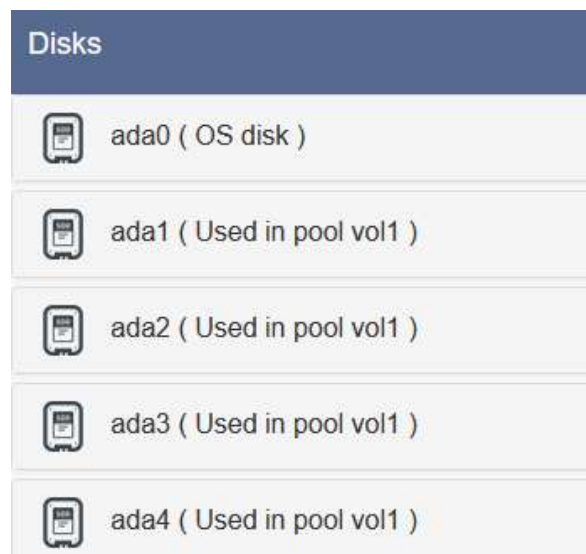 Disks
ada0 ( OS disk )
ada1 ( Used in pool vol1 )
ada2 ( Used in pool vol1 )
ada3 ( Used in pool vol1 )
ada4 ( Used in pool vol1 )